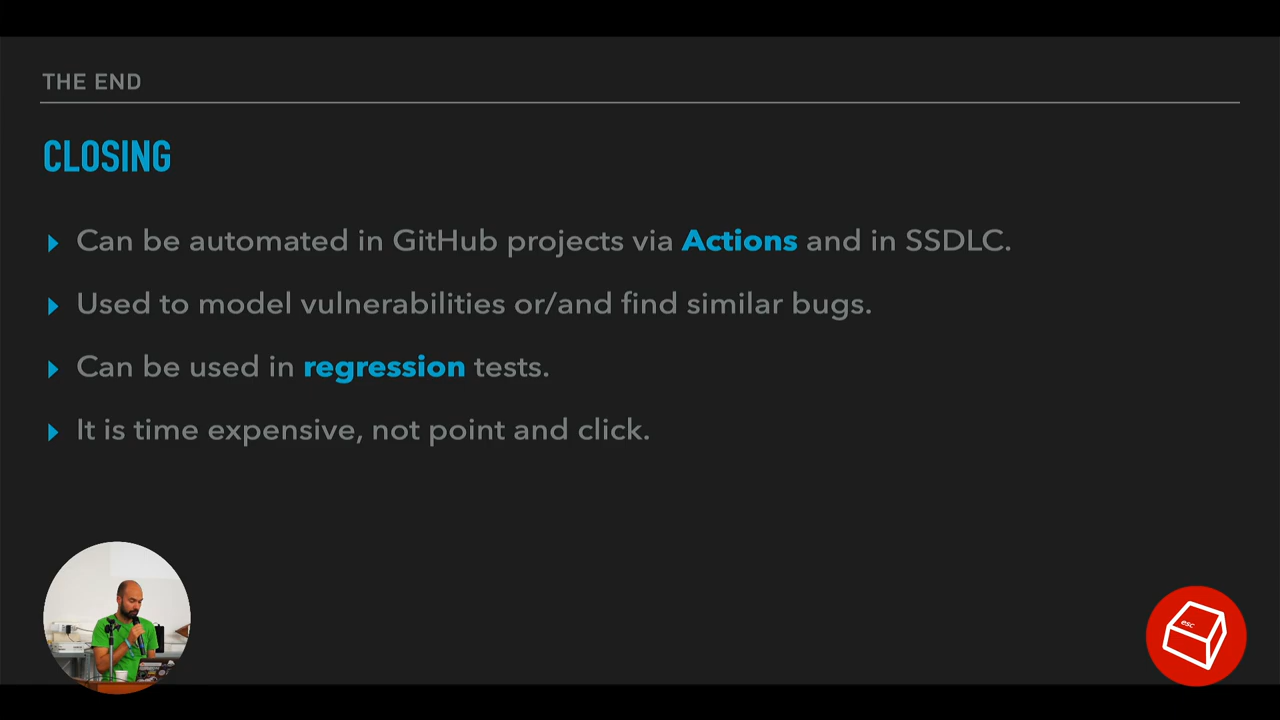 THE END
CLOSING
Can be automated in GitHub projects via Actions and in SSDLC.
Used to model vulnerabilities or/and find similar bugs.
Can be used in regression tests.
It is time expensive, not point and click.
esc